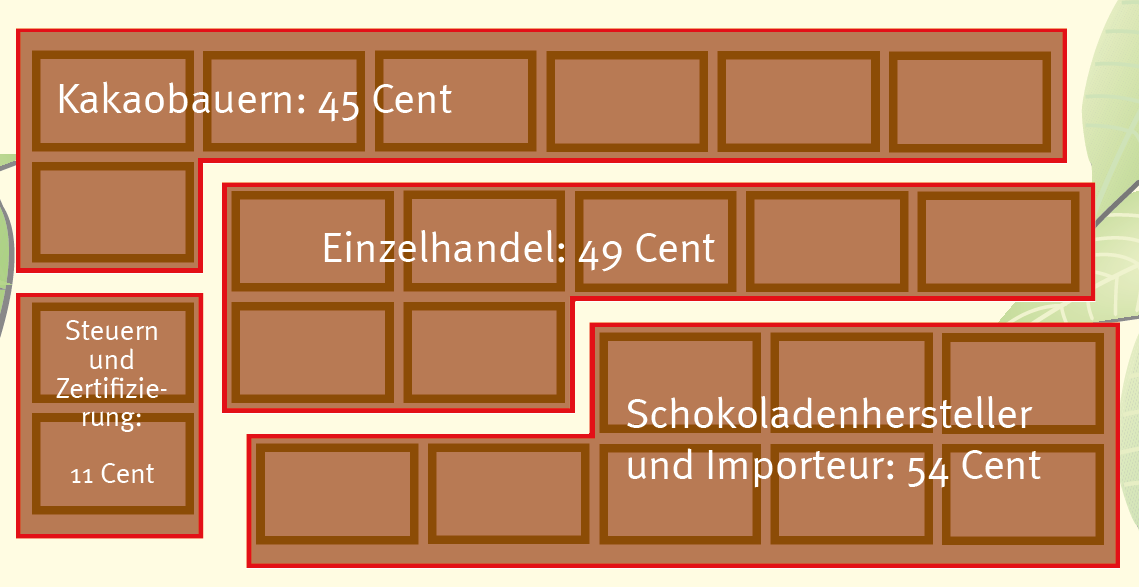 Kakaobauern: 45 Cent
Einzelhandel: 49 Cent
Steuern
und
Zertifizie-
rung:
11 Cent
Schokoladenhersteller
und Importeur: 54 Cent